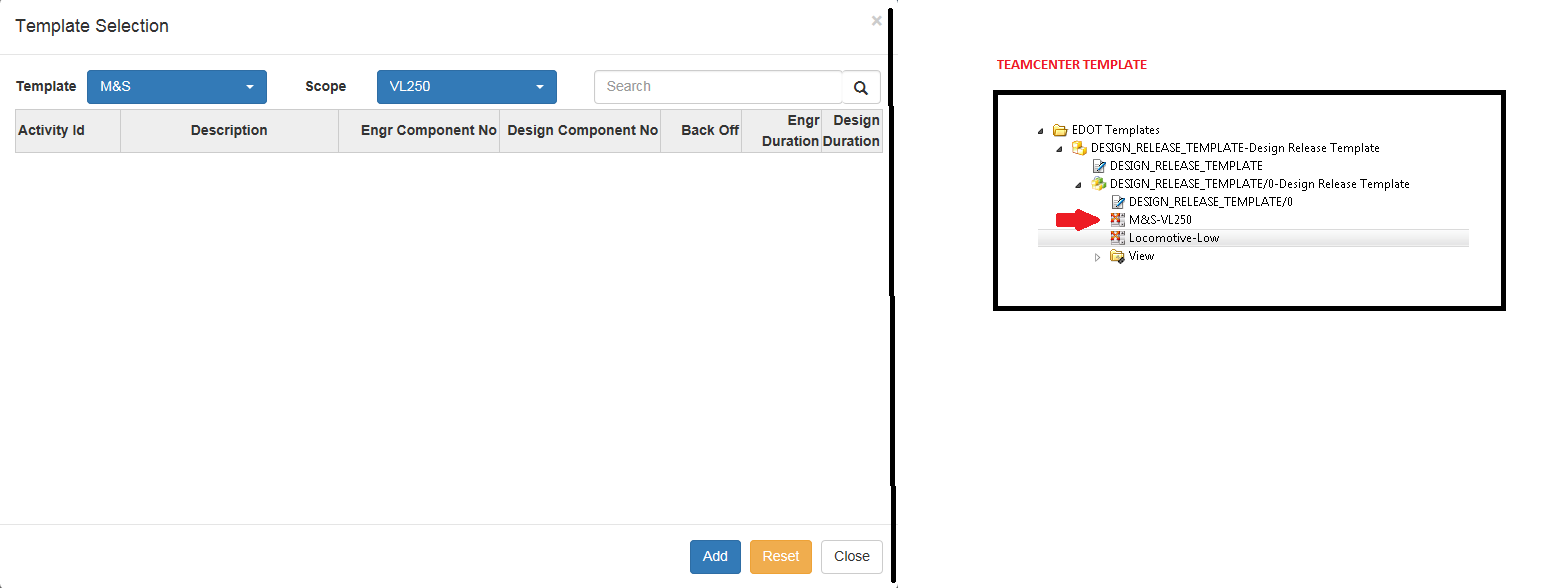 Template Selection
×
Template M&S Scope VL250 Search
Activity Id Description Engr Component No Design Component No Back Off Engr Duration Design Duration
Add Reset Close
TEAMCENTER TEMPLATE
EDOT Templates
DESIGN_RELEASE_TEMPLATE-Design Release Template
DESIGN_RELEASE_TEMPLATE
DESIGN_RELEASE_TEMPLATE/0-Design Release Template
DESIGN_RELEASE_TEMPLATE/0
M&S-VL250
Locomotive-Low
View